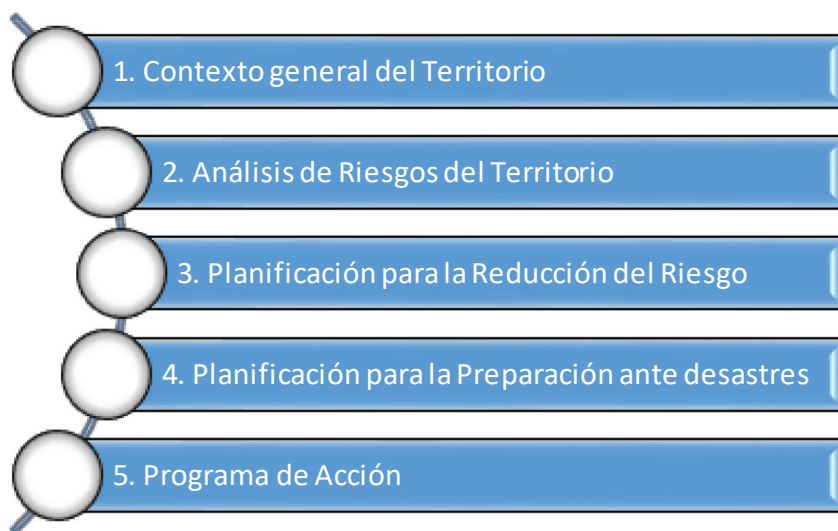 1. Contexto general del Territorio
2. Análisis de Riesgos del Territorio
3. Planificación para la Reducción del Riesgo
4. Planificación para la Preparación ante desastres
5. Programa de Acción